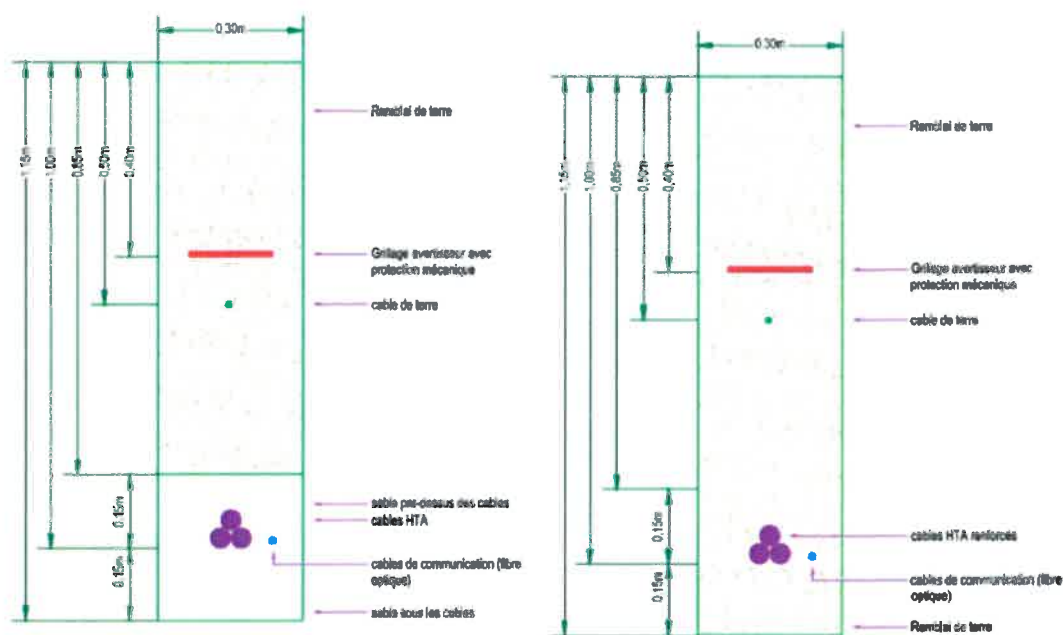 0,30m
1,15m
1,00m
0,85m
0,50m
0,40m
Remblai de terre
Grillage avertisseur avec
protection mécanique
cable de terre
0.15m
0.15m
sable par-dessus des cables
cables HTA
cables de communication (fibre
optique)
sable sous les cables
0,30m
1,15m
1,00m
0,85m
0,50m
0,40m
Remblai de terre
Grillage avertisseur avec
protection mécanique
cable de terre
0,15m
0.15m
cables HTA renforcés
cables de communication (fibre
optique)
Remblai de terre